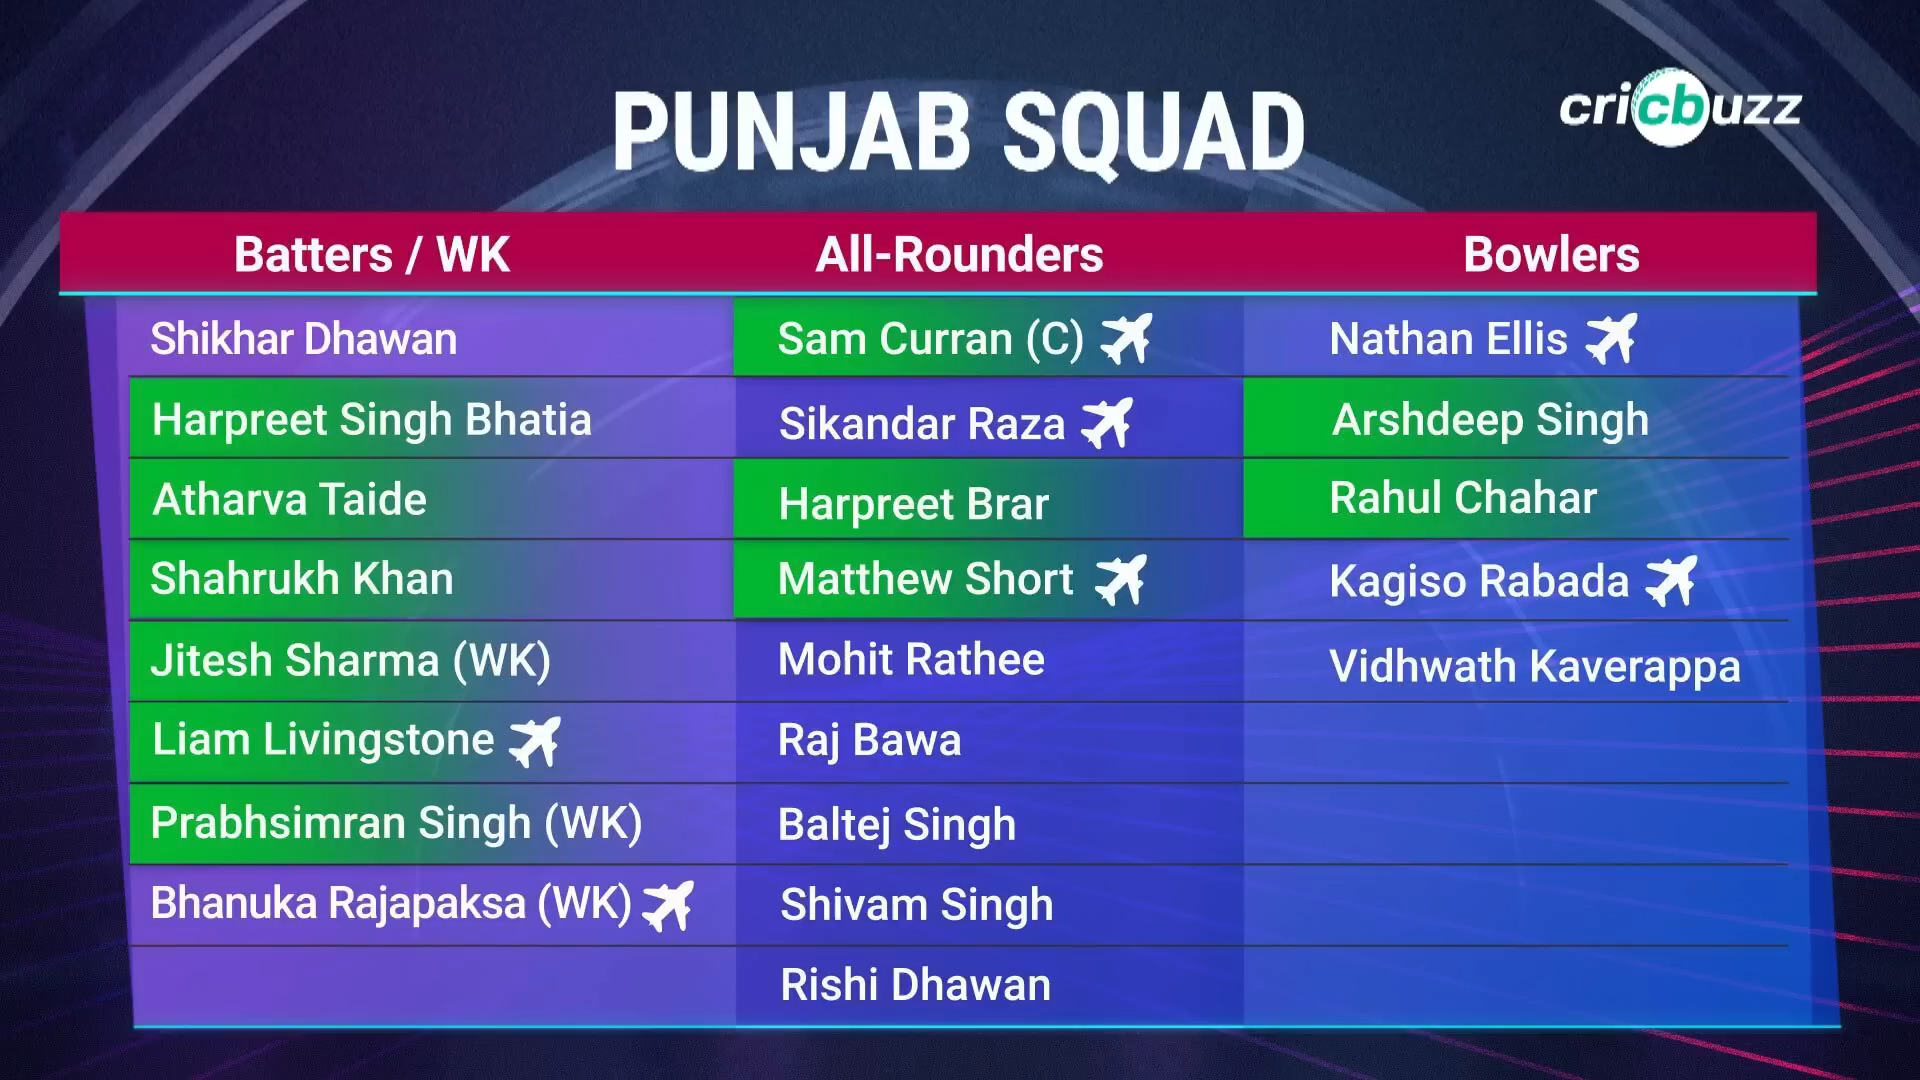 PUNJAB SQUAD
cricbuzz
Batters / WK
All-Rounders
Bowlers
Shikhar Dhawan
Sam Curran (C)
Nathan Ellis
Harpreet Singh Bhatia
Sikandar Raza
Arshdeep Singh
Atharva Taide
Harpreet Brar
Rahul Chahar
Shahrukh Khan
Matthew Short
Kagiso Rabada
Jitesh Sharma (WK)
Mohit Rathee
Vidhwath Kaverappa
Liam Livingstone
Raj Bawa
Prabhsimran Singh (WK)
Baltej Singh
Bhanuka Rajapaksa (WK)
Shivam Singh
Rishi Dhawan